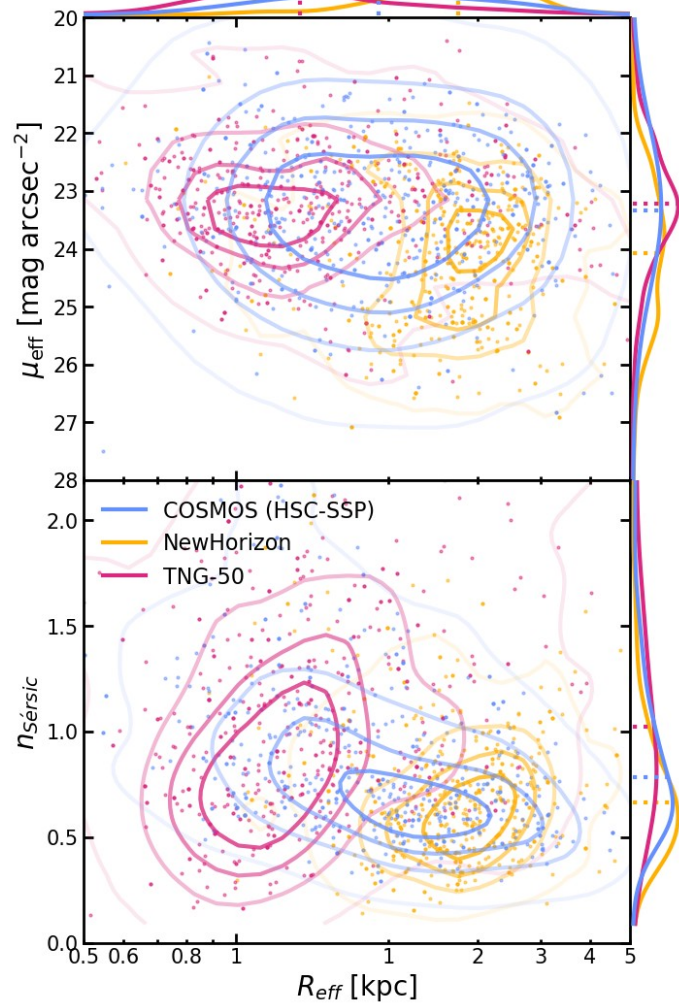 20
21
22
23
24
25
26
27
28
μeff [mag arcsec−2]
COSMOS (HSC-SSP)
NewHorizon
TNG-50
2.0
1.5
1.0
0.5
0.0
nSérsic
0.5 0.6 0.8 1 1 2 3 4 5
Reff [kpc]